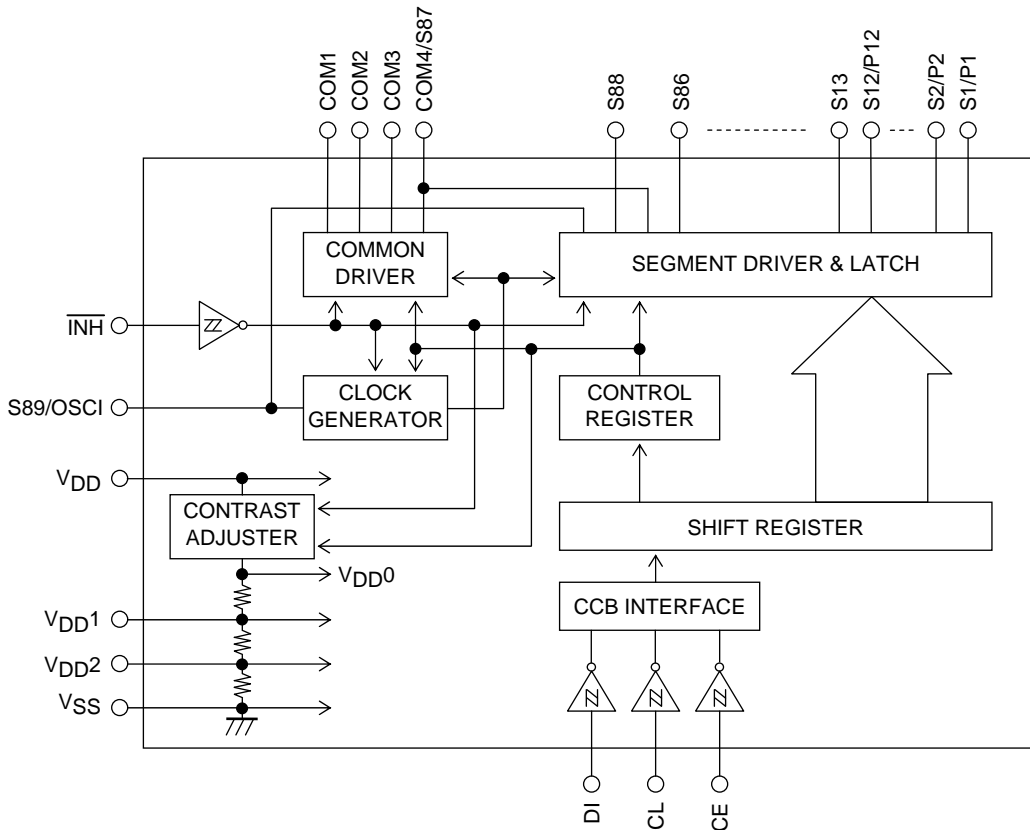 COM1
COM2
COM3
COM4/S87
S88
S86
S13
S12/P12
S2/P2
S1/P1
COMMON
DRIVER
SEGMENT DRIVER & LATCH
INH
S89/OSCI
CLOCK
GENERATOR
CONTROL
REGISTER
VDD
CONTRAST
ADJUSTER
SHIFT REGISTER
VDD0
CCB INTERFACE
VDD1
VDD2
VSS
DI
CL
CE